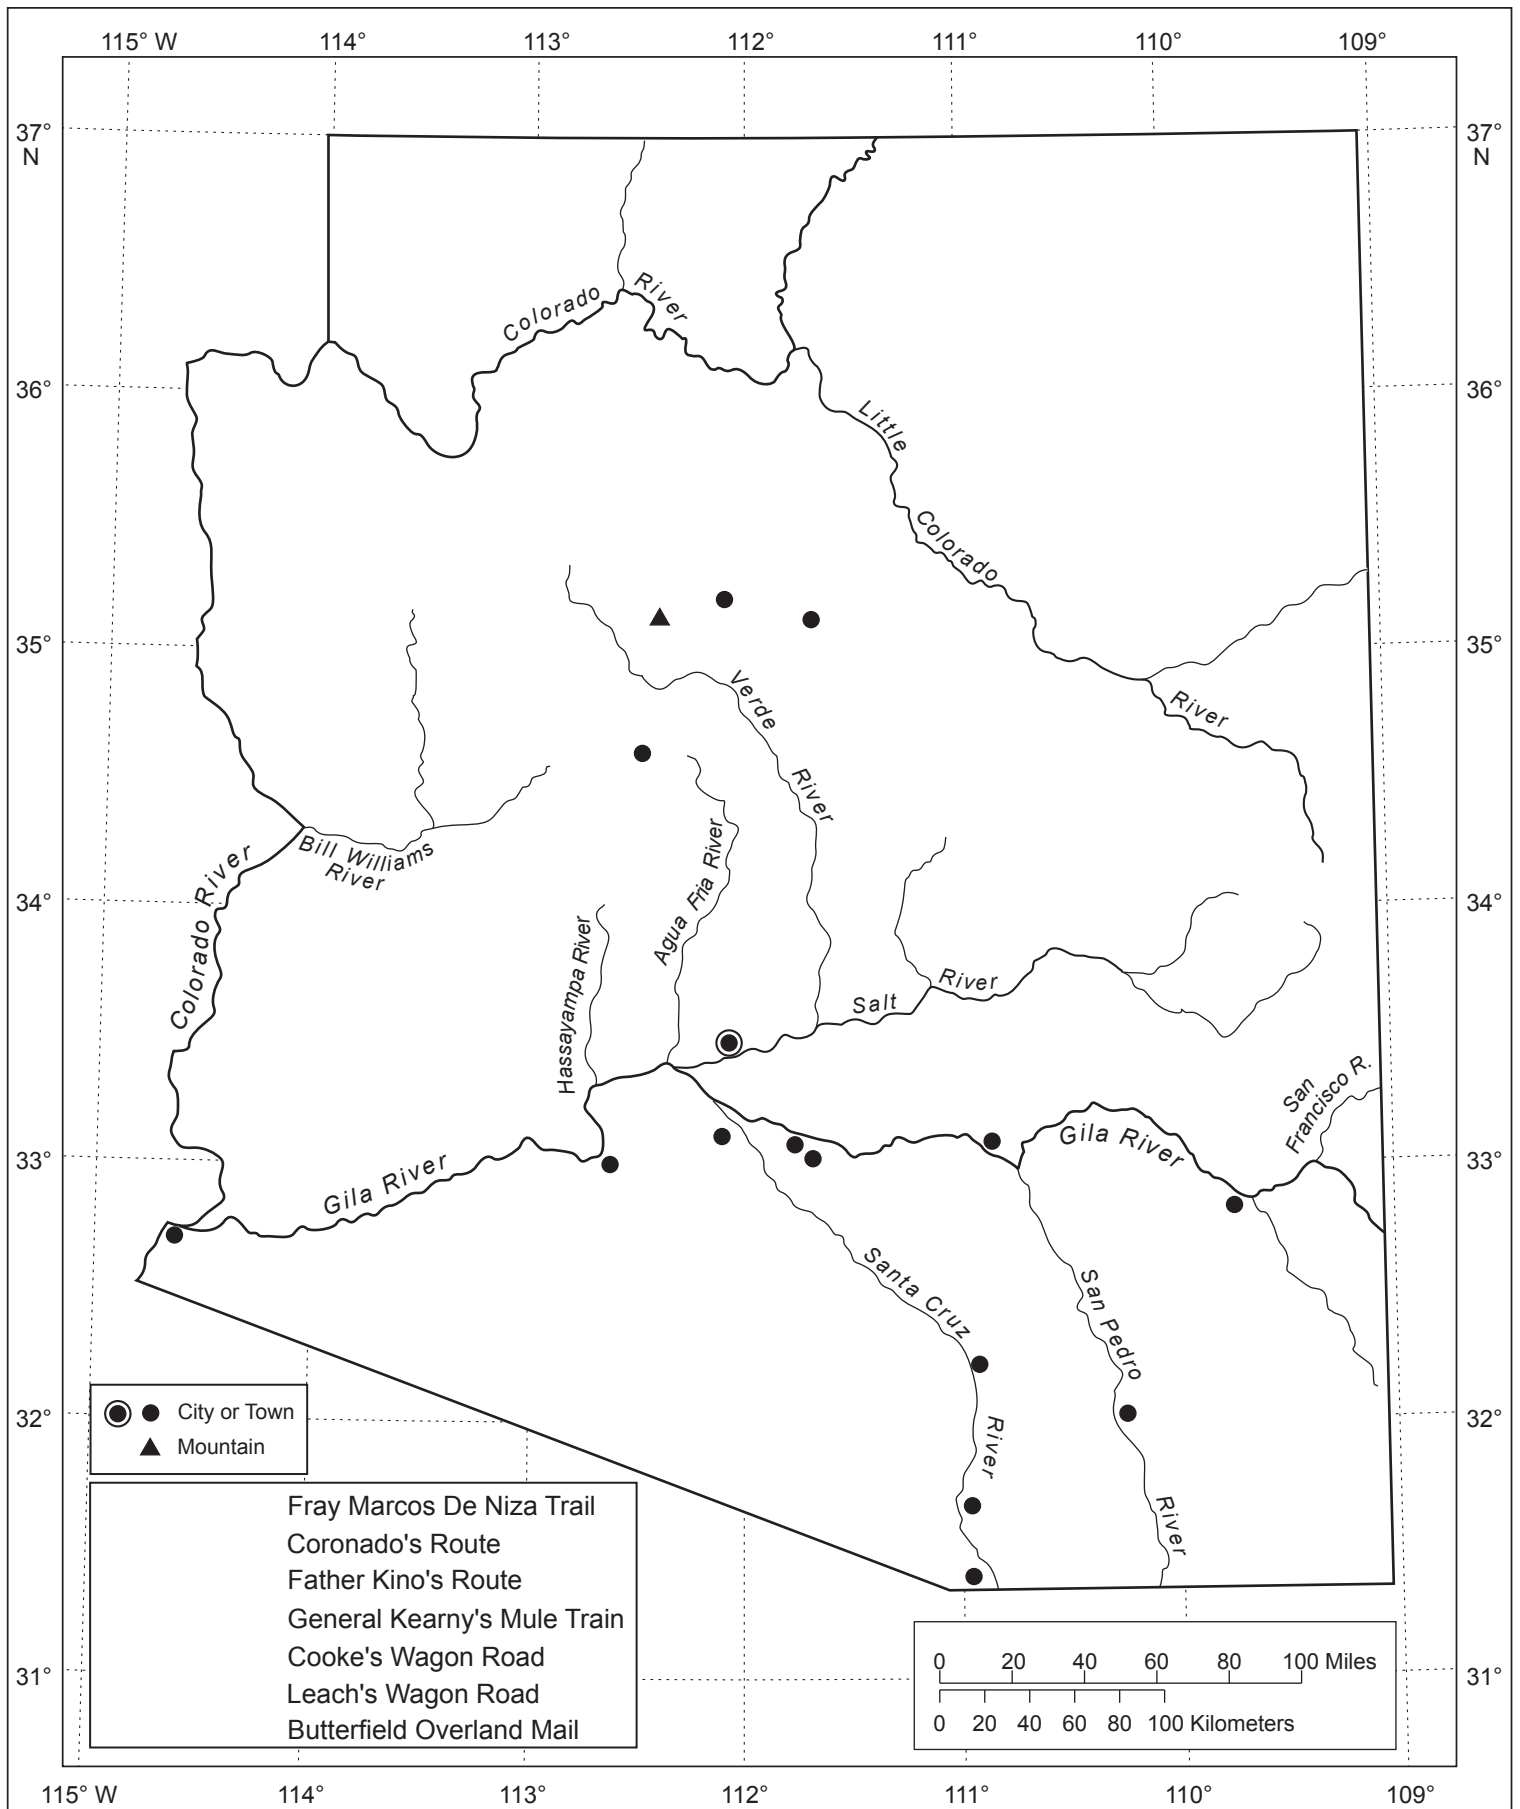 115° W 114° 113° 112° 111° 110° 109°
37°
N
37°
N
Colorado
River
36°
36°
Little
Colorado
35°
35°
Verde
River
River
Bill Williams
River
Colorado River
Agua Fria River
34°
34°
Hassayampa River
Salt
River
San
Francisco R.
33°
33°
Gila River
Gila River
Santa Cruz
River
San Pedro
River
32°
32°
City or Town
Mountain
Fray Marcos De Niza Trail
Coronado's Route
Father Kino's Route
General Kearny's Mule Train
Cooke's Wagon Road
Leach's Wagon Road
Butterfield Overland Mail
0 20 40 60 80 100 Miles
0 20 40 60 80 100 Kilometers
31°
31°
115° W 114° 113° 112° 111° 110° 109°